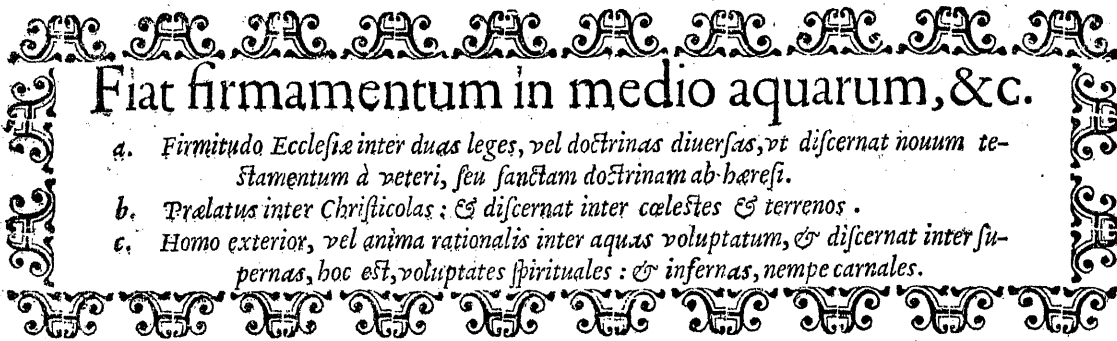 Fiat firmamentum in medio aquarum, &c.
a. Firmitudo Ecclesiæ inter duas leges, vel doctrinas diuersas, vt discernat nouum te-
stamentum à veteri, seu sanctam doctrinam ab hæresi.
b. Prælatus inter Christicolas : & discernat inter cœlestes & terrenos .
c. Homo exterior, vel anima rationalis inter aquas voluptatum, & discernat inter su-
pernas, hoc est, voluptates spirituales : & infernas, nempe carnales.